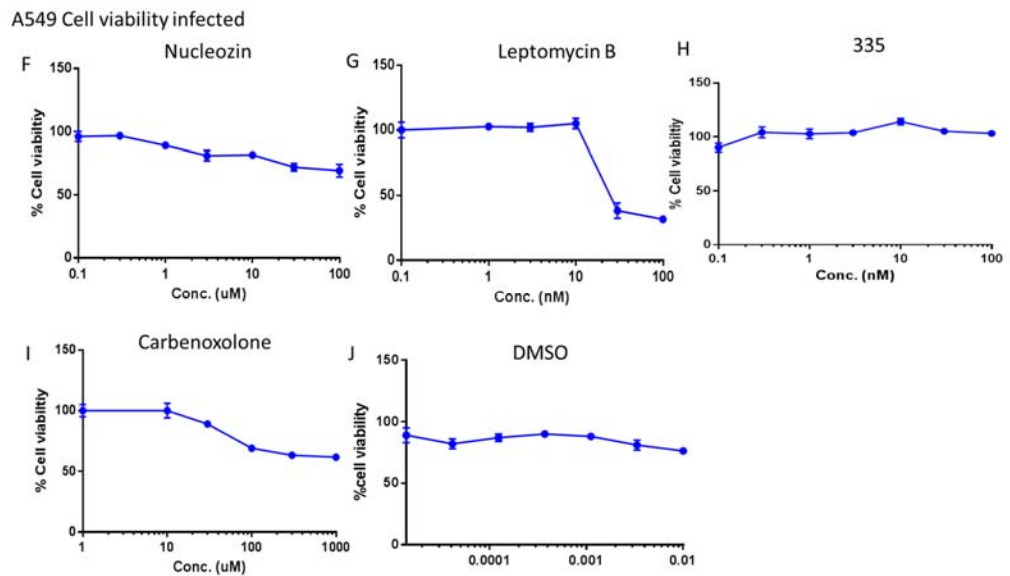 A549 Cell viability infected
F
Nucleozin
150
100
50
0
% Cell viabiltiy
0.1 1 10 100
Conc. (uM)
G
Leptomycin B
150
100
50
0
% Cell viabiltiy
0.1 1 10 100
Conc. (nM)
H
335
150
100
50
0
% Cell viabiltiy
0.1 1 10 100
Conc. (nM)
I
Carbenoxolone
150
100
50
0
% Cell viabiltiy
1 10 100 1000
Conc. (uM)
J
DMSO
150
100
50
0
%cell viability
0.0001 0.001 0.01